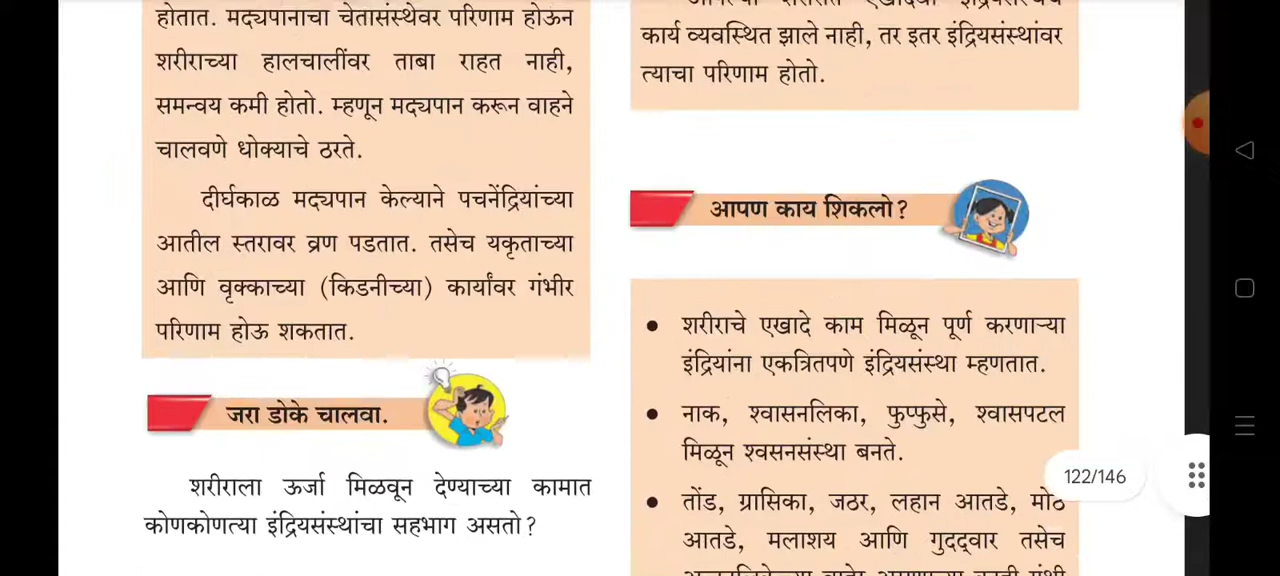 होतात. मद्यपानाचा चेतासंस्थेवर परिणाम होऊन
शरीराच्या हालचालींवर ताबा राहत नाही,
समन्वय कमी होतो. म्हणून मद्यपान करून वाहने
चालवणे धोक्याचे ठरते.
दीर्घकाळ मद्यपान केल्याने पचनेंद्रियांच्या
आतील स्तरावर व्रण पडतात. तसेच यकृताच्या
आणि वृक्काच्या (किडनीच्या) कार्यांवर गंभीर
परिणाम होऊ शकतात.
जरा डोके चालवा.
शरीराला ऊर्जा मिळवून देण्याच्या कामात
कोणकोणत्या इंद्रियसंस्थांचा सहभाग असतो?
कार्य व्यवस्थित झाले नाही, तर इतर इंद्रियसंस्थांवर
त्याचा परिणाम होतो.
आपण काय शिकलो?
• शरीराचे एखादे काम मिळून पूर्ण करणाऱ्या
इंद्रियांना एकत्रितपणे इंद्रियसंस्था म्हणतात.
• नाक, श्वासनलिका, फुप्फुसे, श्वासपटल
मिळून श्वसनसंस्था बनते.
• तोंड, ग्रासिका, जठर, लहान आतडे, मोठे
आतडे, मलाशय आणि गुदद्वार तसेच
122/146